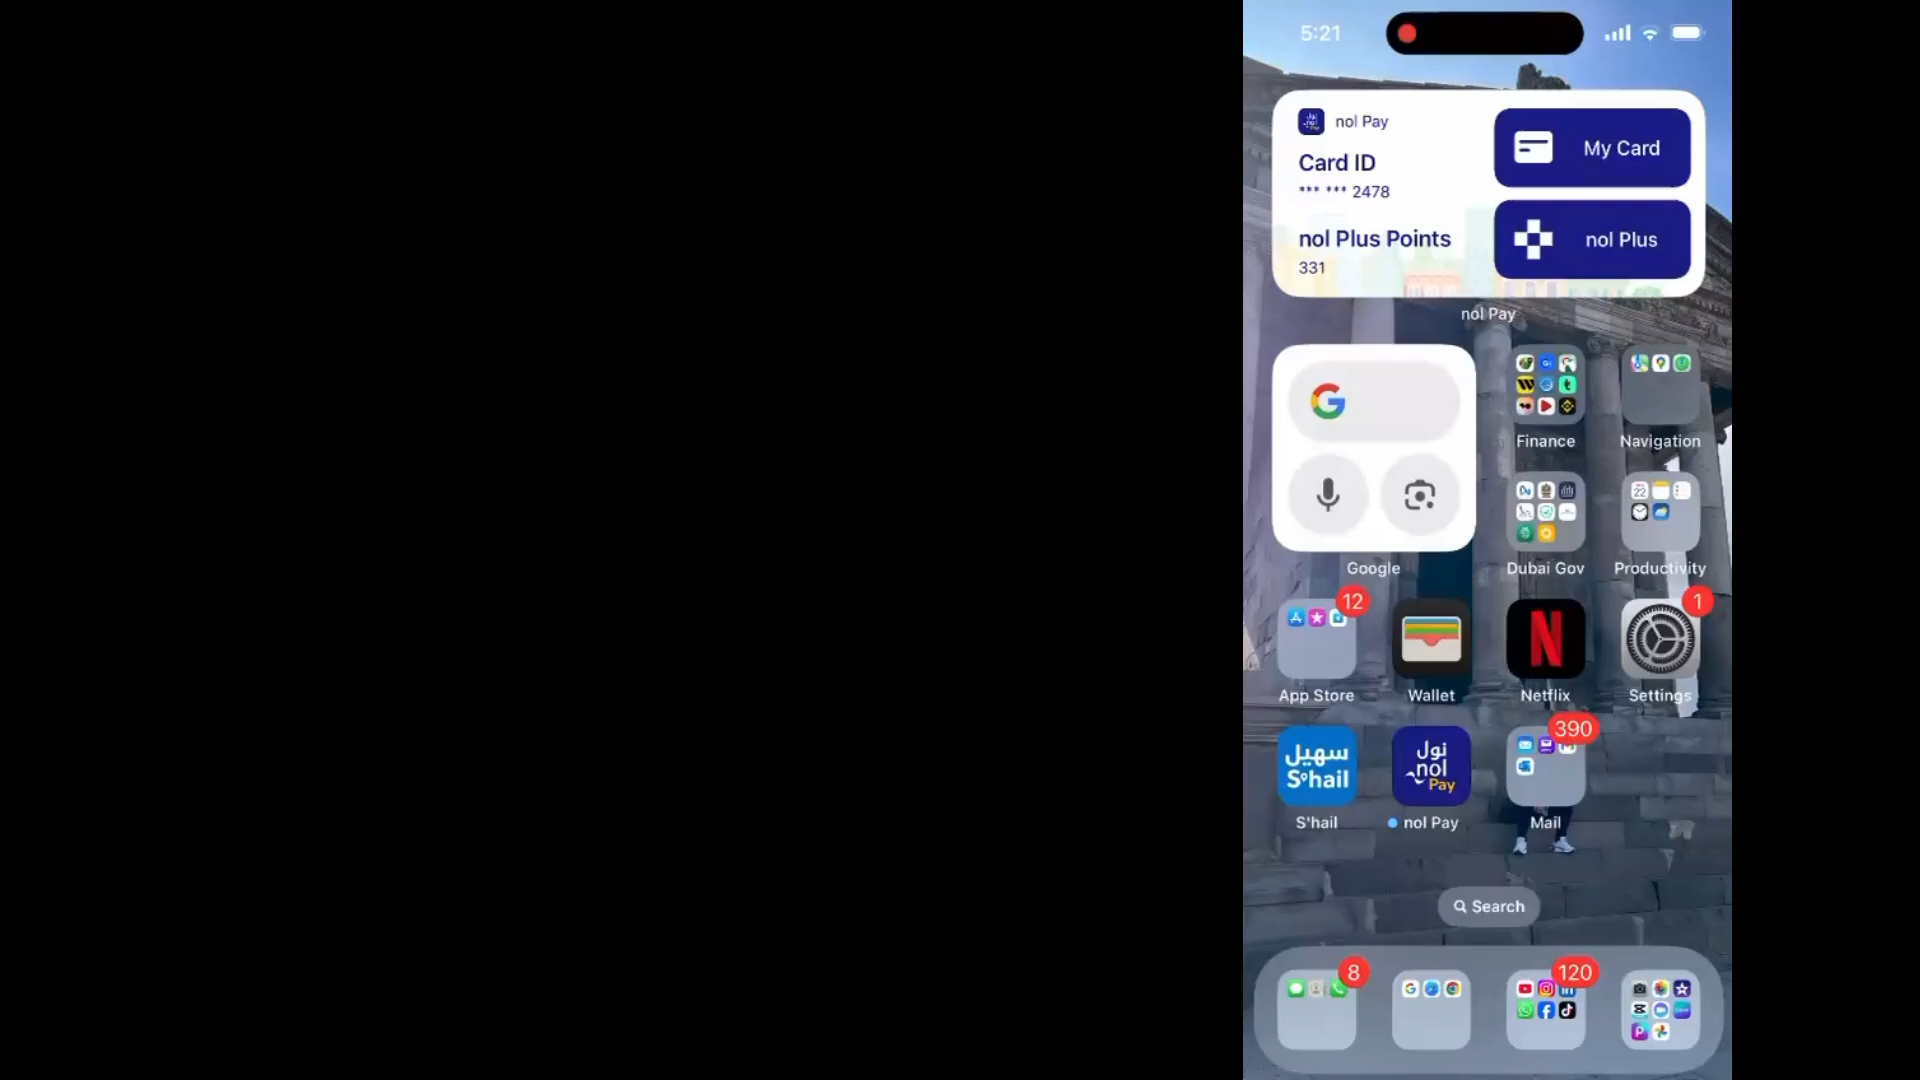 5:21
nol Pay
Card ID
*** *** 2478
nol Plus Points
331
My Card
nol Plus
nol Pay
Google
Finance
Navigation
22
Dubai Gov
Productivity
12
1
App Store
Wallet
Netflix
Settings
390
سهيل
S'hail
نول
nol
Pay
S'hail
nol Pay
Mail
Search
8
120